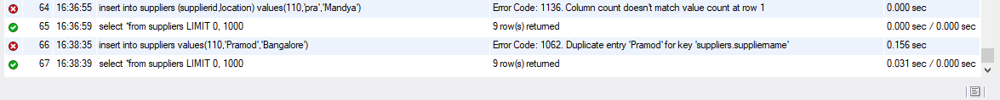 64 16:36:55 insert into suppliers (supplierid,location) values(110,'pra','Mandya') Error Code: 1136. Column count doesn't match value count at row 1 0.000 sec
65 16:36:59 select *from suppliers LIMIT 0, 1000 9 row(s) returned 0.000 sec / 0.000 sec
66 16:38:35 insert into suppliers values(110,'Pramod','Bangalore') Error Code: 1062. Duplicate entry 'Pramod' for key 'suppliers.suppliername' 0.156 sec
67 16:38:39 select *from suppliers LIMIT 0, 1000 9 row(s) returned 0.031 sec / 0.000 sec